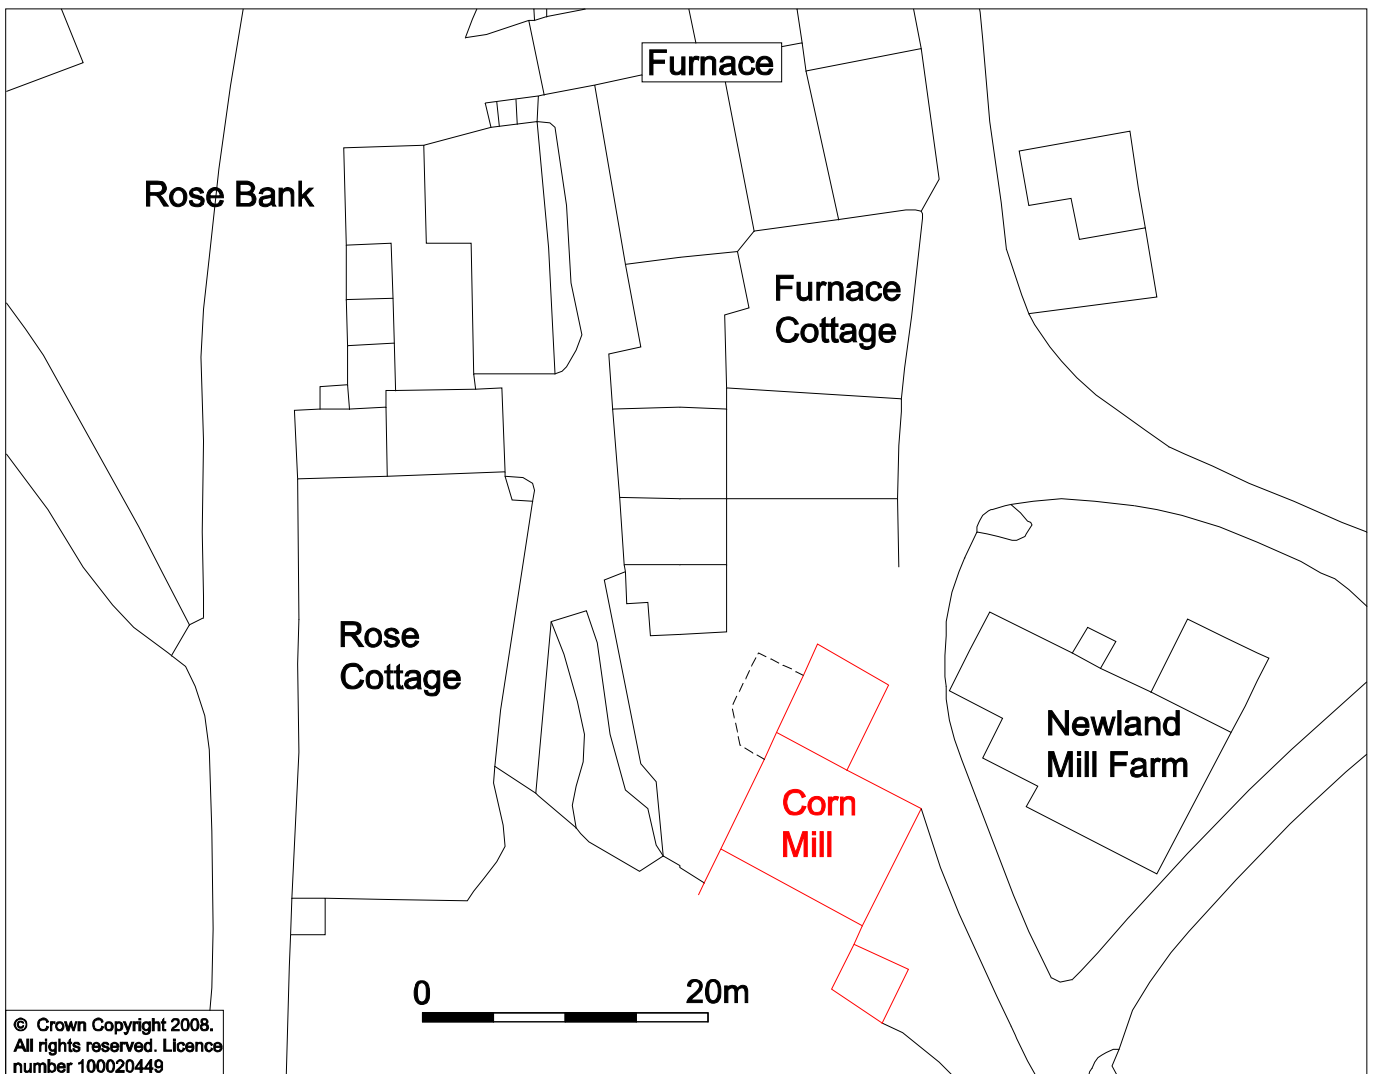 Furnace
Rose Bank
Furnace
Cottage
Rose
Cottage
Newland
Mill Farm
Corn
Mill
0 20m
© Crown Copyright 2008.
All rights reserved. Licence
number 100020449